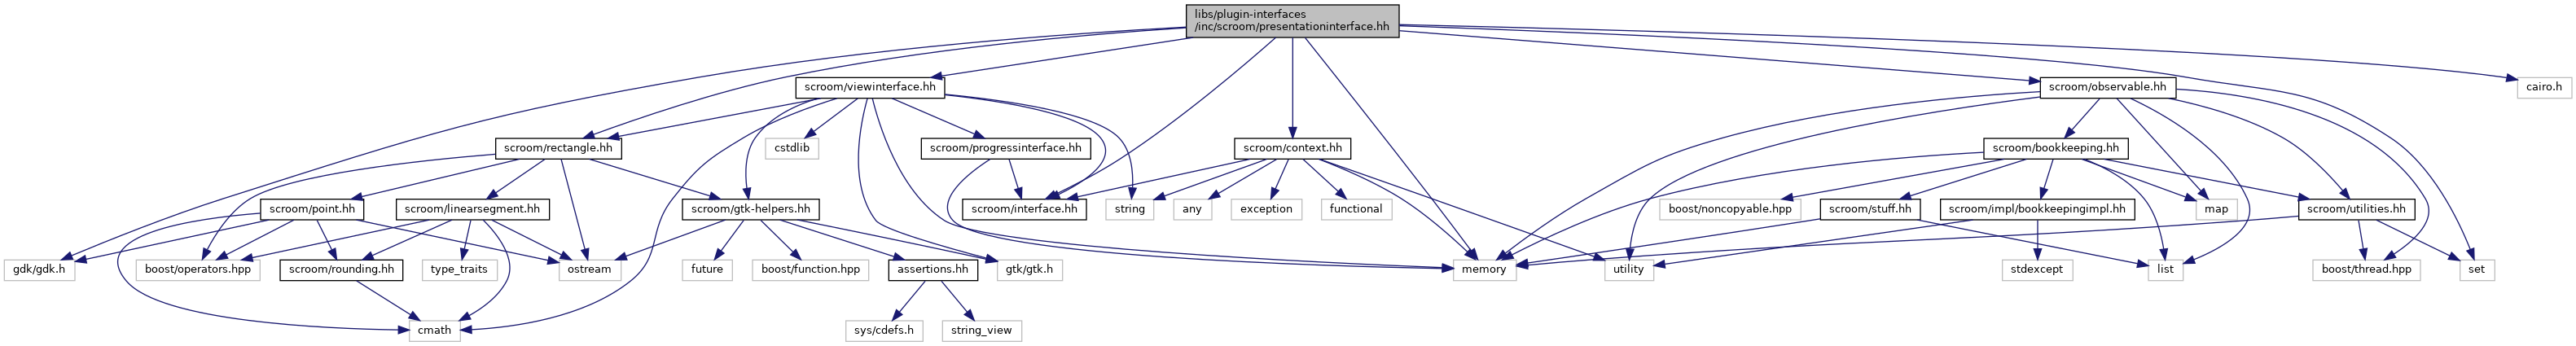 libs/plugin-interfaces
/inc/scroom/presentationinterface.hh
scroom/viewinterface.hh
scroom/observable.hh
cairo.h
scroom/rectangle.hh
cstdlib
scroom/progressinterface.hh
scroom/context.hh
scroom/bookkeeping.hh
scroom/point.hh
scroom/linearsegment.hh
scroom/gtk-helpers.hh
scroom/interface.hh
string
any
exception
functional
boost/noncopyable.hpp
scroom/stuff.hh
scroom/impl/bookkeepingimpl.hh
map
scroom/utilities.hh
gdk/gdk.h
boost/operators.hpp
scroom/rounding.hh
type_traits
ostream
future
boost/function.hpp
assertions.hh
gtk/gtk.h
memory
utility
stdexcept
list
boost/thread.hpp
set
cmath
sys/cdefs.h
string_view